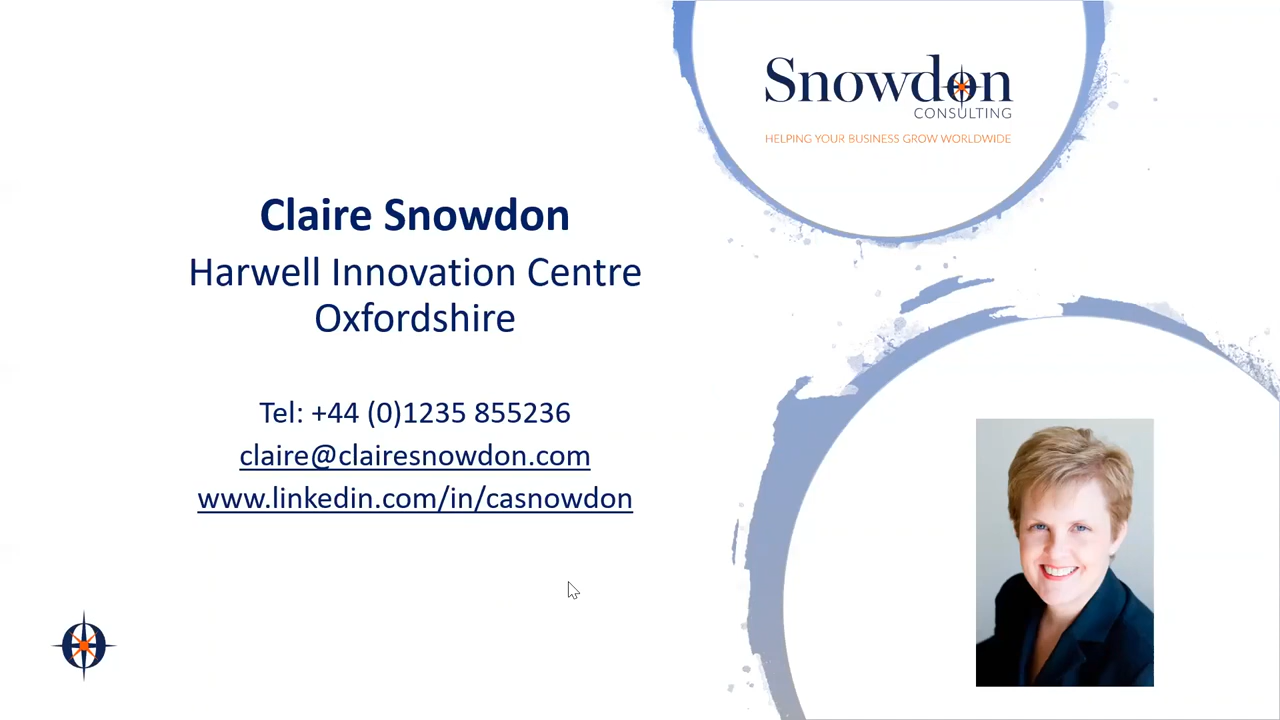 Snowdon
CONSULTING
HELPING YOUR BUSINESS GROW WORLDWIDE
Claire Snowdon
Harwell Innovation Centre
Oxfordshire
Tel: +44 (0)1235 855236
claire@clairesnowdon.com
www.linkedin.com/in/casnowdon